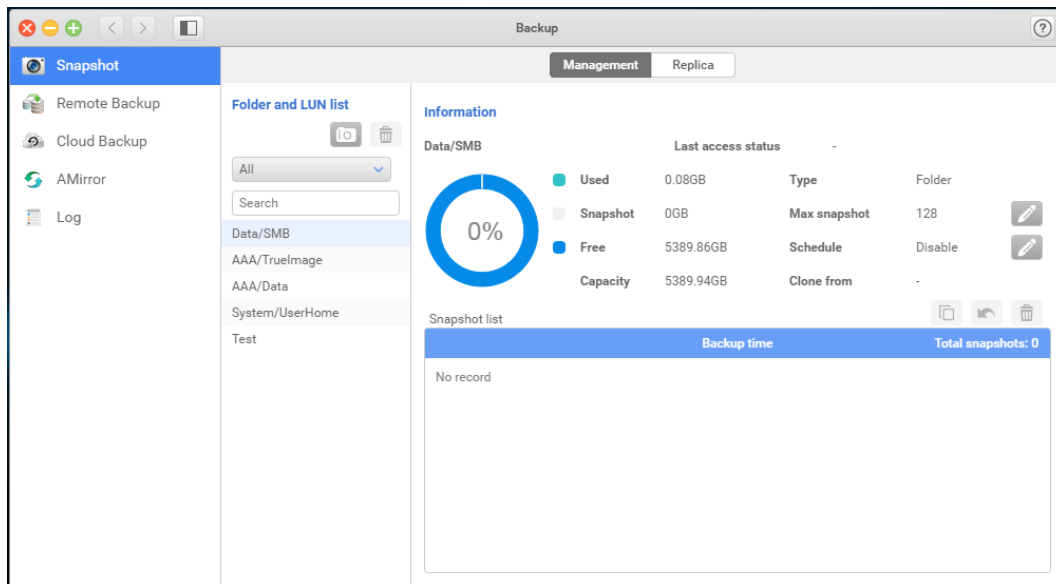 Backup
?
Snapshot
Remote Backup
Cloud Backup
AMirror
Log
Management Replica
Folder and LUN list
All
Search
Data/SMB
AAA/TrueImage
AAA/Data
System/UserHome
Test
Information
Data/SMB Last access status -
0%
Used 0.08GB Type Folder
Snapshot 0GB Max snapshot 128
Free 5389.86GB Schedule Disable
Capacity 5389.94GB Clone from -
Snapshot list
Backup time Total snapshots: 0
No record